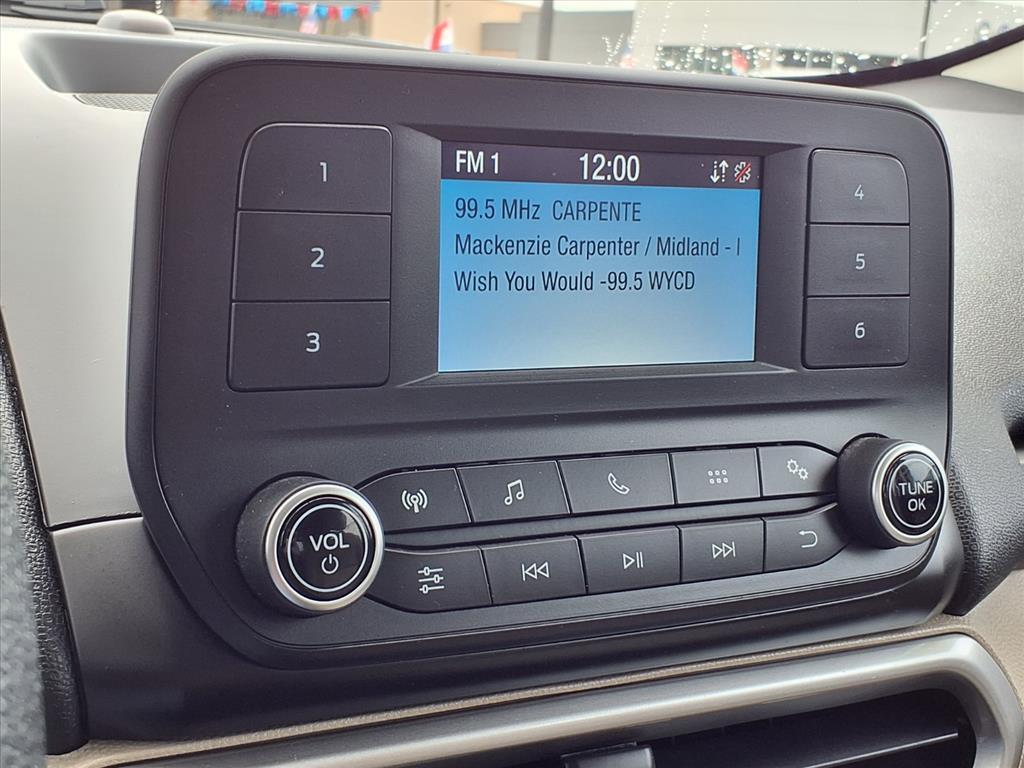 FM 1 12:00
99.5 MHz CARPENTE
Mackenzie Carpenter / Midland - I
Wish You Would -99.5 WYCD
1
2
3
4
5
6
VOL
TUNE
OK